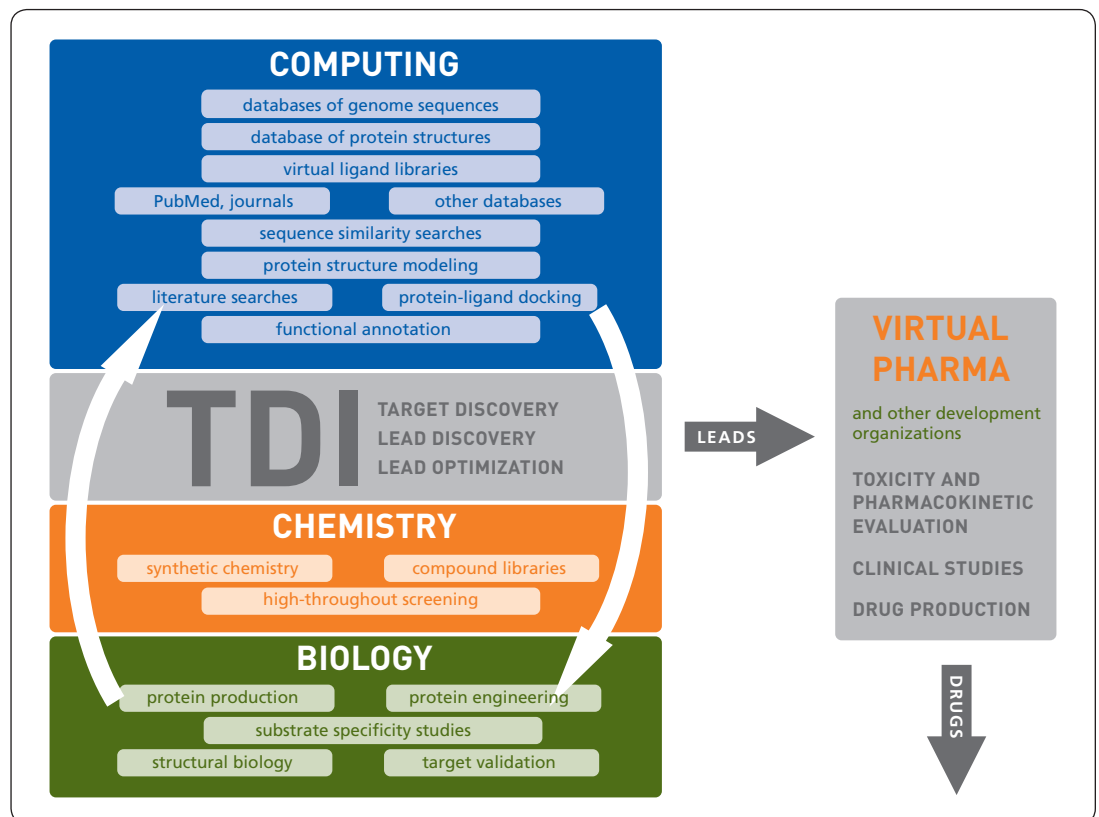 COMPUTING
databases of genome sequences
database of protein structures
virtual ligand libraries
PubMed, journals
other databases
sequence similarity searches
protein structure modeling
literature searches
protein-ligand docking
functional annotation
TDI
TARGET DISCOVERY
LEAD DISCOVERY
LEAD OPTIMIZATION
CHEMISTRY
synthetic chemistry
compound libraries
high-throughout screening
BIOLOGY
protein production
protein engineering
substrate specificity studies
structural biology
target validation
LEADS
VIRTUAL
PHARMA
and other development
organizations
TOXICITY AND
PHARMACOKINETIC
EVALUATION
CLINICAL STUDIES
DRUG PRODUCTION
DRUGS